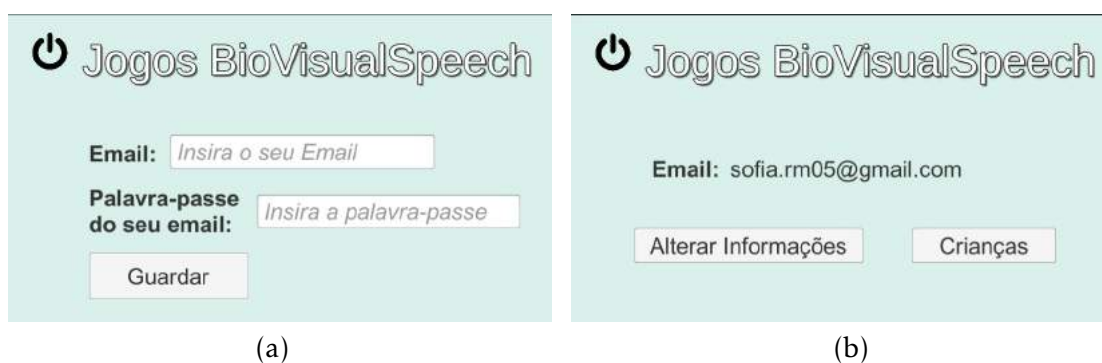 Jogos BioVisualSpeech
Email: Insira o seu Email
Palavra-passe
do seu email: Insira a palavra-passe
Guardar
(a)
Jogos BioVisualSpeech
Email: sofia.rm05@gmail.com
Alterar Informações Crianças
(b)